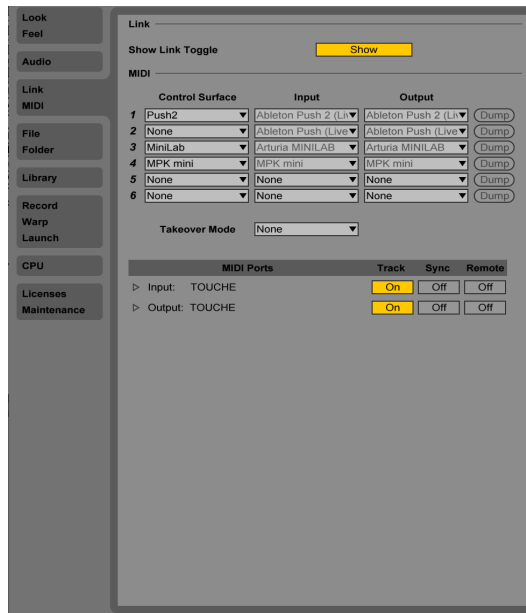 Look
Feel
Audio
Link
MIDI
File
Folder
Library
Record
Warp
Launch
CPU
Licenses
Maintenance
Link
Show Link Toggle Show
MIDI
Control Surface Input Output
1 Push2 Ableton Push 2 (Liv Ableton Push 2 (Liv Dump
2 None Ableton Push (Live Ableton Push (Live Dump
3 MiniLab Arturia MINILAB Arturia MINILAB Dump
4 MPK mini MPK mini MPK mini Dump
5 None None None Dump
6 None None None Dump
Takeover Mode None
MIDI Ports Track Sync Remote
Input: TOUCHE On Off Off
Output: TOUCHE On Off Off